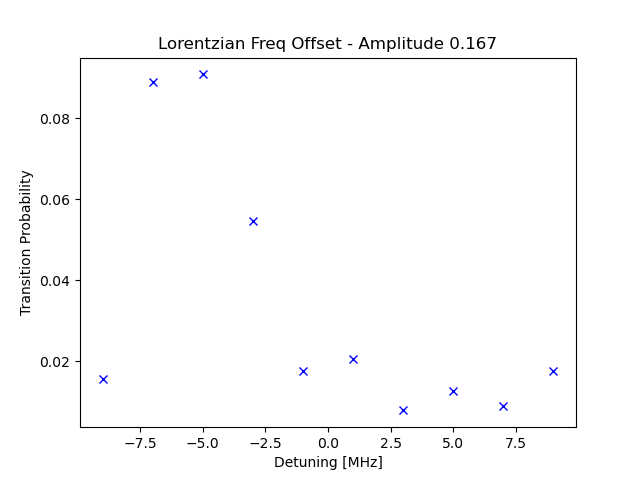 Lorentzian Freq Offset - Amplitude 0.167
Transition Probability
0.08
0.06
0.04
0.02
−7.5 −5.0 −2.5 0.0 2.5 5.0 7.5
Detuning [MHz]